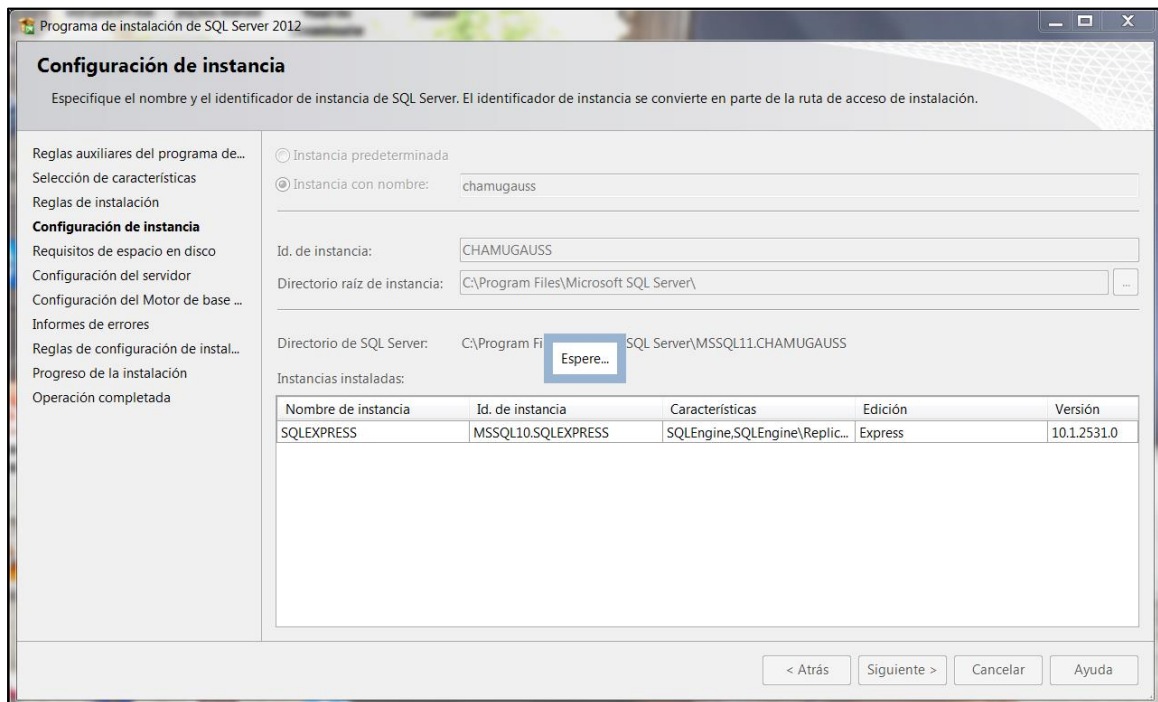 Programa de instalación de SQL Server 2012
Configuración de instancia
Especifique el nombre y el identificador de instancia de SQL Server. El identificador de instancia se convierte en parte de la ruta de acceso de instalación.
Reglas auxiliares del programa de...
Selección de características
Reglas de instalación
Configuración de instancia
Requisitos de espacio en disco
Configuración del servidor
Configuración del Motor de base ...
Informes de errores
Reglas de configuración de instal...
Progreso de la instalación
Operación completada
Instancia predeterminada
Instancia con nombre: chamugauss
Id. de instancia: CHAMUGAUSS
Directorio raíz de instancia: C:\Program Files\Microsoft SQL Server\ ...
Directorio de SQL Server: C:\Program Fi SQL Server\MSSQL11.CHAMUGAUSS
Espere...
Instancias instaladas:
Nombre de instancia Id. de instancia Características Edición Versión
SQLEXPRESS MSSQL10.SQLEXPRESS SQLEngine,SQLEngine\Replic... Express 10.1.2531.0
< Atrás Siguiente > Cancelar Ayuda